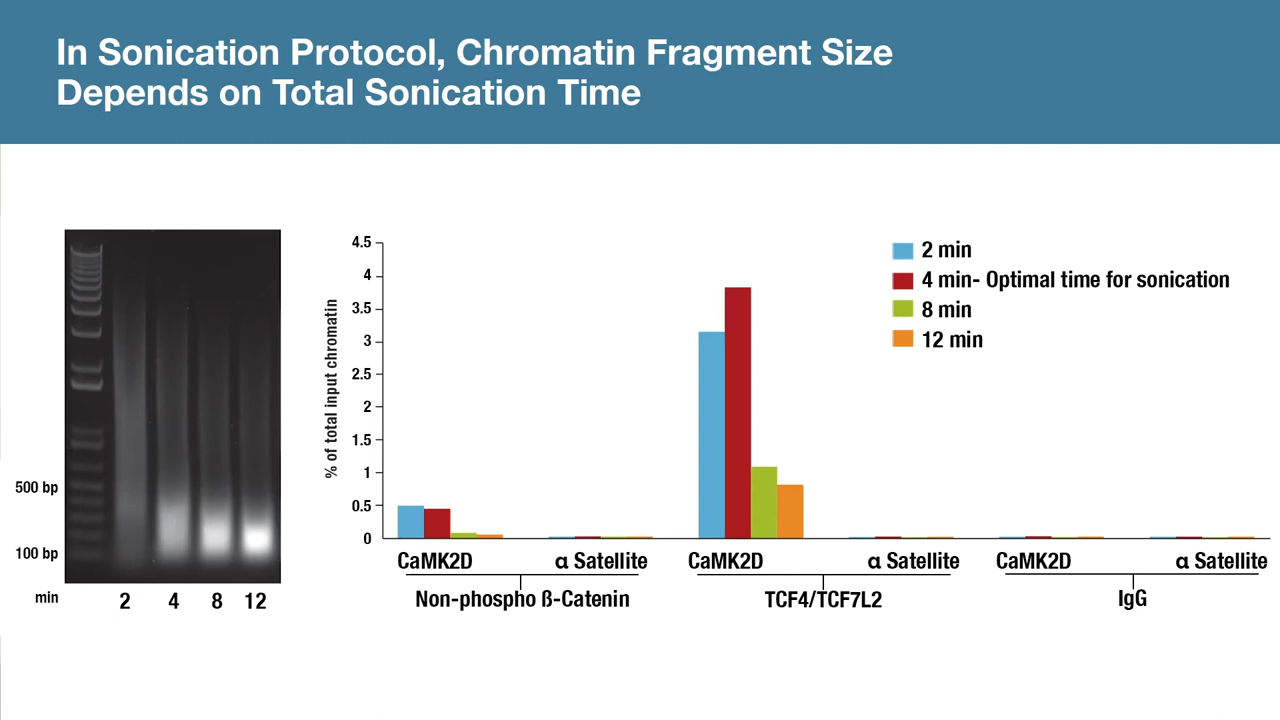 In Sonication Protocol, Chromatin Fragment Size
Depends on Total Sonication Time
500 bp
100 bp
min
2
4
8
12
% of total input chromatin
4.5
4
3.5
3
2.5
2
1.5
1
0.5
0
2 min
4 min- Optimal time for sonication
8 min
12 min
CaMK2D
α Satellite
CaMK2D
α Satellite
CaMK2D
α Satellite
Non-phospho ß-Catenin
TCF4/TCF7L2
IgG